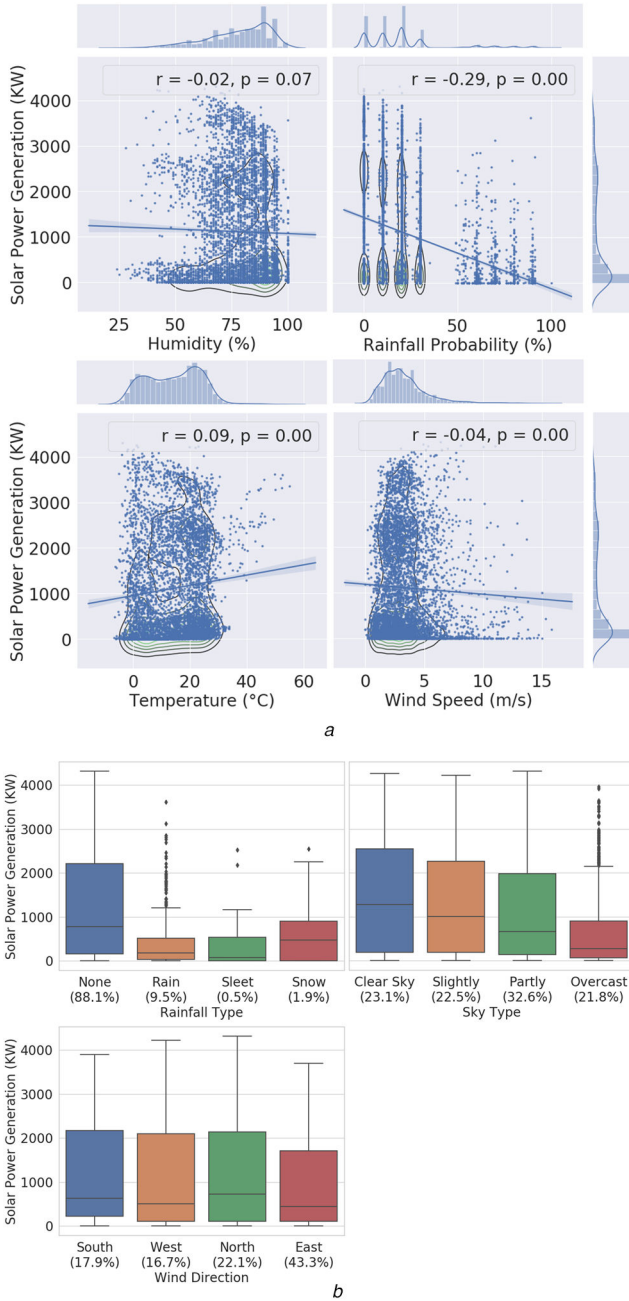 r = -0.02, p = 0.07
r = -0.29, p = 0.00
Solar Power Generation (KW)
4000
3000
2000
1000
0
25 50 75 100
0 50 100
Humidity (%)
Rainfall Probability (%)
r = 0.09, p = 0.00
r = -0.04, p = 0.00
Solar Power Generation (KW)
4000
3000
2000
1000
0
0 20 40 60
0 5 10 15
Temperature (°C)
Wind Speed (m/s)
a
Solar Power Generation (KW)
4000
3000
2000
1000
0
None Rain Sleet Snow
(88.1%) (9.5%) (0.5%) (1.9%)
Rainfall Type
Clear Sky Slightly Partly Overcast
(23.1%) (22.5%) (32.6%) (21.8%)
Sky Type
Solar Power Generation (KW)
4000
3000
2000
1000
0
South West North East
(17.9%) (16.7%) (22.1%) (43.3%)
Wind Direction
b